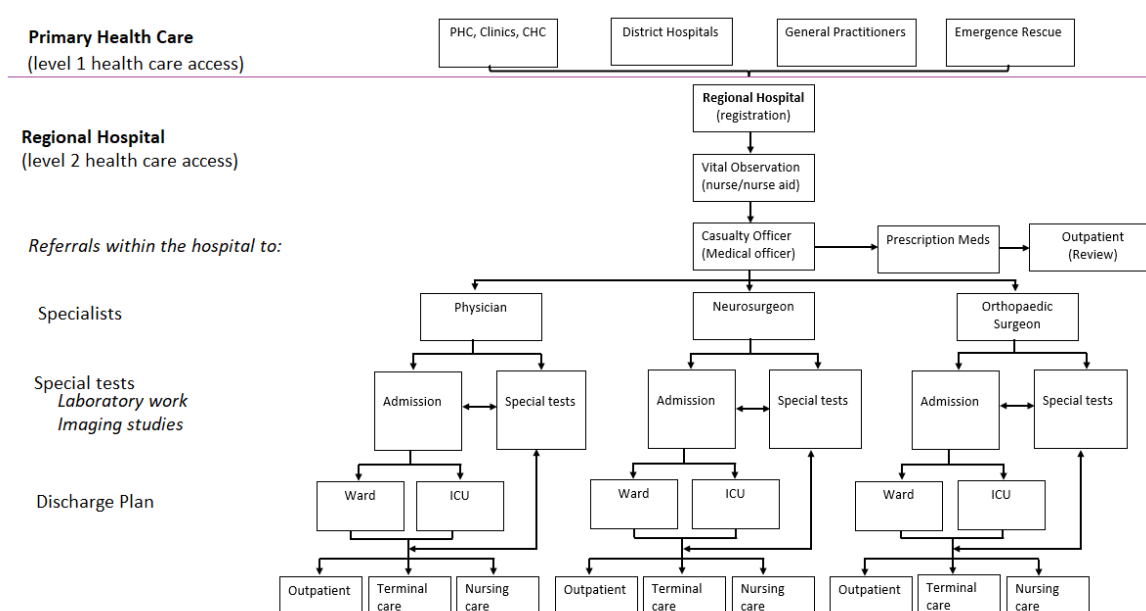 Primary Health Care
(level 1 health care access)
PHC, Clinics, CHC
District Hospitals
General Practitioners
Emergence Rescue
Regional Hospital
(registration)
Regional Hospital
(level 2 health care access)
Vital Observation
(nurse/nurse aid)
Referrals within the hospital to:
Casualty Officer
(Medical officer)
Prescription Meds
Outpatient
(Review)
Specialists
Physician
Neurosurgeon
Orthopaedic
Surgeon
Special tests
Laboratory work
Imaging studies
Admission
Special tests
Admission
Special tests
Admission
Special tests
Discharge Plan
Ward
ICU
Ward
ICU
Ward
ICU
Outpatient
Terminal
care
Nursing
care
Outpatient
Terminal
care
Nursing
care
Outpatient
Terminal
care
Nursing
care